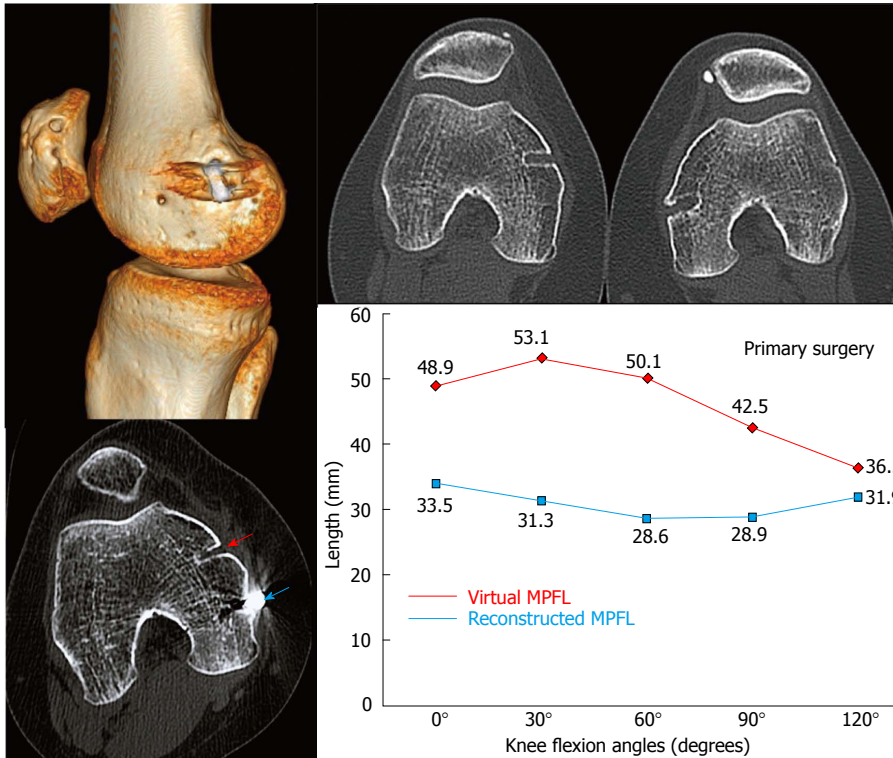 60
50
40
30
20
10
0
Length (mm)
Primary surgery
48.9
53.1
50.1
42.5
33.5
31.3
28.6
28.9
Virtual MPFL
Reconstructed MPFL
0° 30° 60° 90° 120°
Knee flexion angles (degrees)